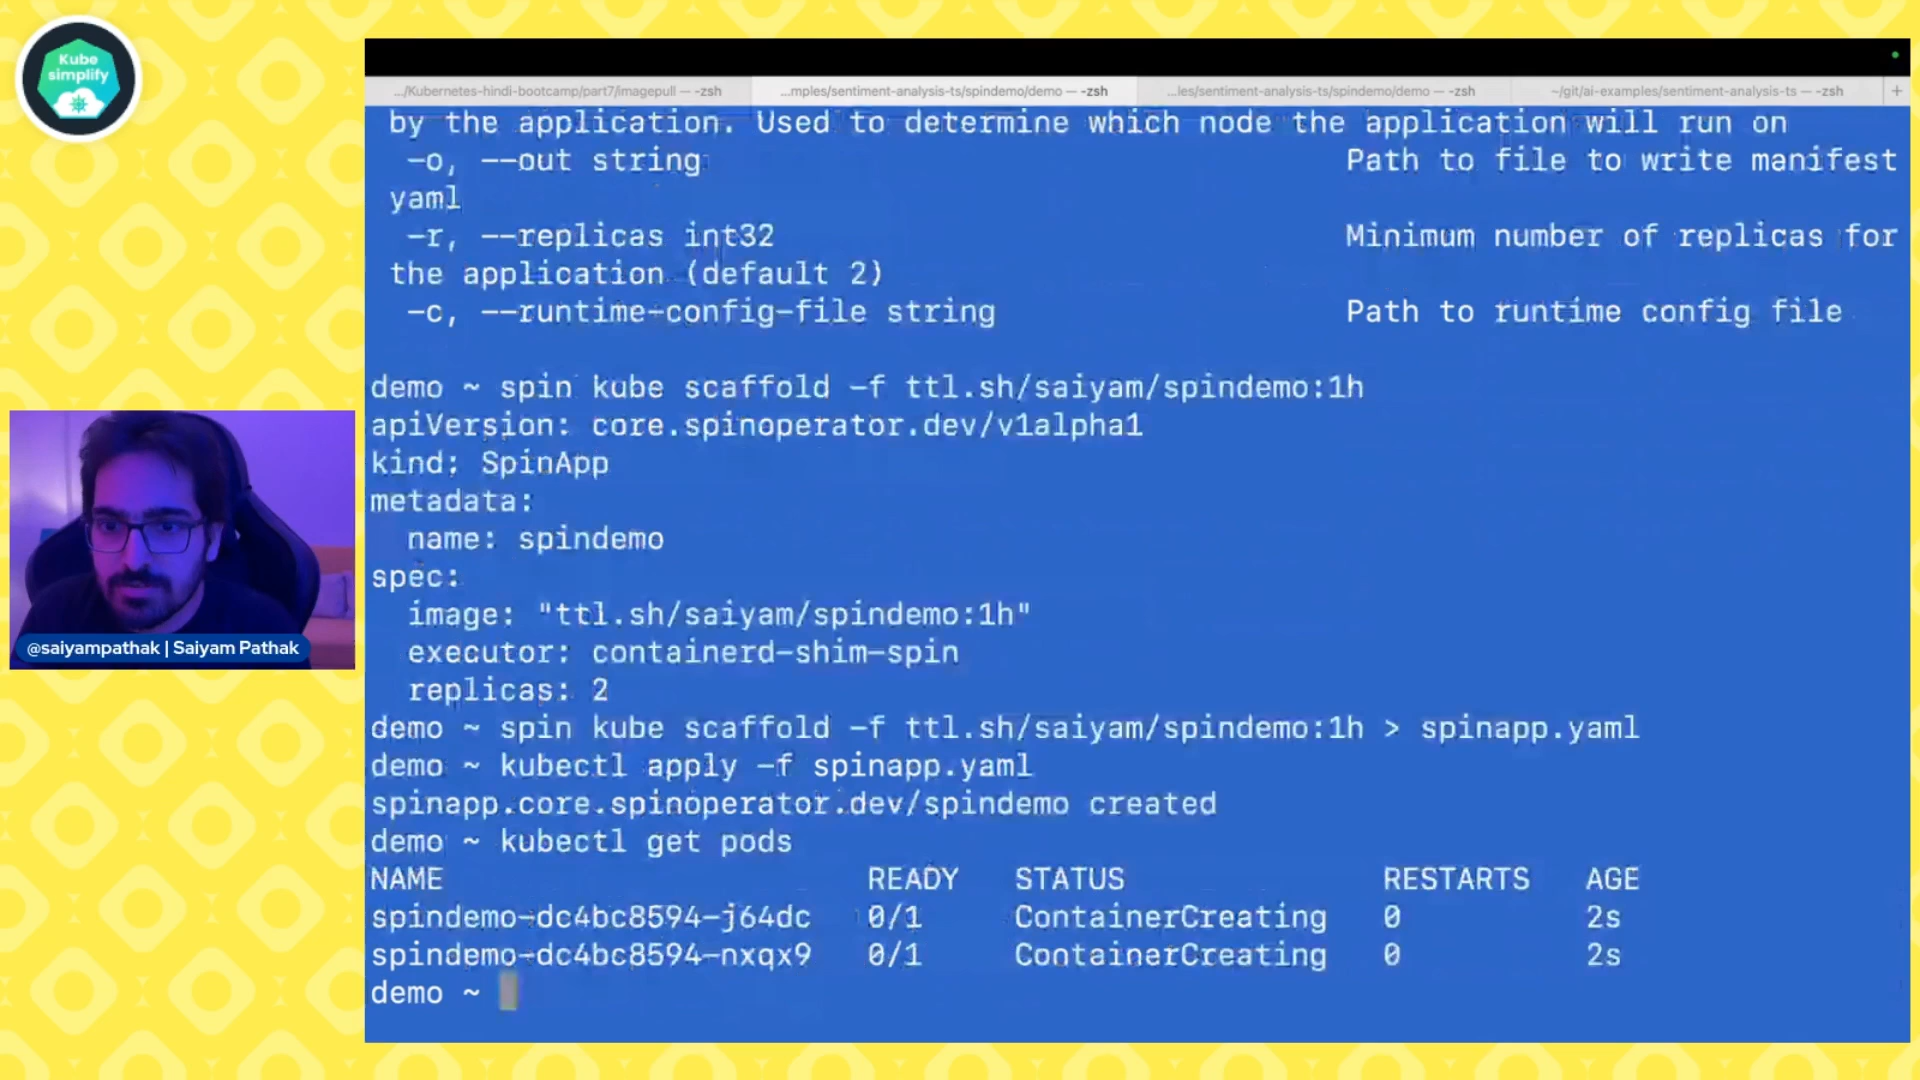 Kube
simplify
.../Kubernetes-hindi-bootcamp/part7/imagepull — -zsh
...mples/sentiment-analysis-ts/spindemo/demo — -zsh
...les/sentiment-analysis-ts/spindemo/demo — -zsh
~/git/ai-examples/sentiment-analysis-ts — -zsh
+
by the application. Used to determine which node the application will run on
-o, --out string Path to file to write manifest
yaml
-r, --replicas int32 Minimum number of replicas for
the application (default 2)
-c, --runtime-config-file string Path to runtime config file
demo ~ spin kube scaffold -f ttl.sh/saiyam/spindemo:1h
apiVersion: core.spinoperator.dev/v1alpha1
kind: SpinApp
metadata:
name: spindemo
spec:
image: "ttl.sh/saiyam/spindemo:1h"
executor: containerd-shim-spin
replicas: 2
demo ~ spin kube scaffold -f ttl.sh/saiyam/spindemo:1h > spinapp.yaml
demo ~ kubectl apply -f spinapp.yaml
spinapp.core.spinoperator.dev/spindemo created
demo ~ kubectl get pods
NAME READY STATUS RESTARTS AGE
spindemo-dc4bc8594-j64dc 0/1 ContainerCreating 0 2s
spindemo-dc4bc8594-nxqx9 0/1 ContainerCreating 0 2s
demo ~
@saiyampathak | Saiyam Pathak